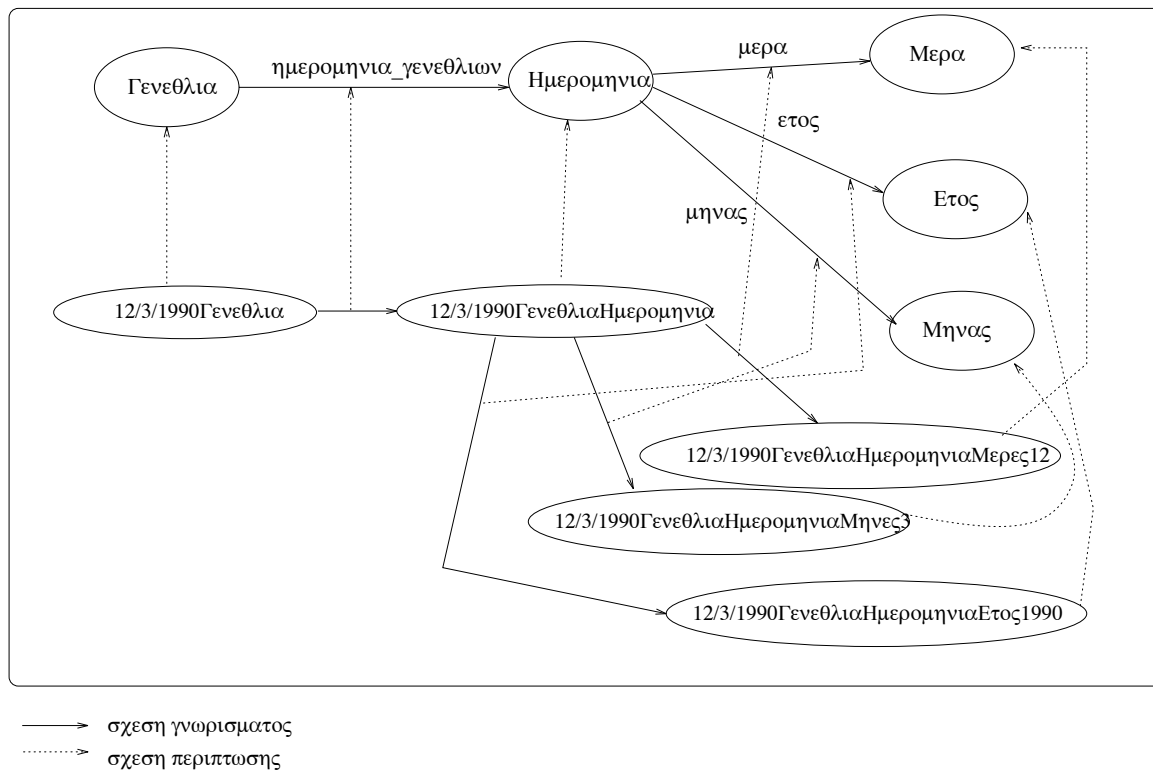 μερα
Μερα
Γενεθλια
ημερομηνια_γενεθλιων
Ημερομηνια
ετος
Ετος
μηνας
12/3/1990Γενεθλια
12/3/1990ΓενεθλιαΗμερομηνια
Μηνας
12/3/1990ΓενεθλιαΗμερομηνιαΜερες12
12/3/1990ΓενεθλιαΗμερομηνιαΜηνες3
12/3/1990ΓενεθλιαΗμερομηνιαΕτος1990
σχεση γνωρισματος
σχεση περιπτωσης